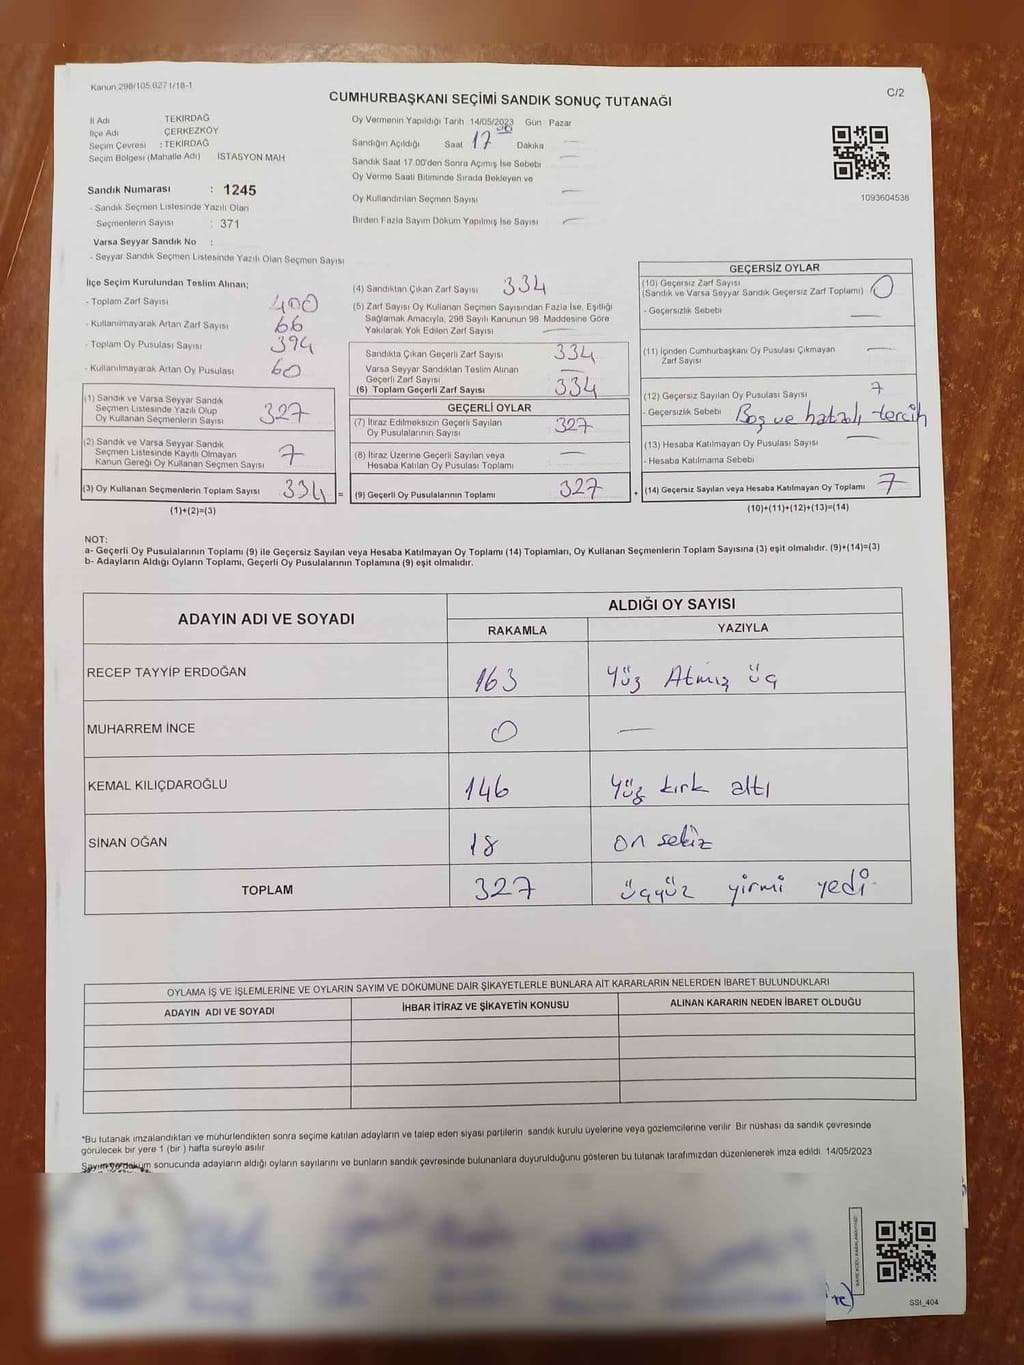 Kanun 298/105.6271/18-1
C/2
CUMHURBAŞKANI SEÇİMİ SANDIK SONUÇ TUTANAĞI
İl Adı TEKİRDAĞ
İlçe Adı ÇERKEZKÖY
Seçim Çevresi : TEKİRDAĞ
Seçim Bölgesi (Mahalle Adı) İSTASYON MAH
Sandık Numarası : 1245
- Sandık Seçmen Listesinde Yazılı Olan
Seçmenlerin Sayısı : 371
Varsa Seyyar Sandık No :
- Seyyar Sandık Seçmen Listesinde Yazılı Olan Seçmen Sayısı
Oy Vermenin Yapıldığı Tarih 14/05/2023 Gün : Pazar
Sandığın Açıldığı Saat 17 00 Dakika
Sandık Saat 17.00'den Sonra Açımış İse Sebebi
Oy Verme Saati Bitiminde Sırada Bekleyen ve
Oy Kullandırılan Seçmen Sayısı
Birden Fazla Sayım Döküm Yapılmış İse Sayısı
1093604538
İlçe Seçim Kurulundan Teslim Alınan;
- Toplam Zarf Sayısı 400
- Kullanılmayarak Artan Zarf Sayısı 66
- Toplam Oy Pusulası Sayısı 394
- Kullanılmayarak Artan Oy Pusulası 60
(1) Sandık ve Varsa Seyyar Sandık
Seçmen Listesinde Yazılı Olup
Oy Kullanan Seçmenlerin Sayısı 327
(2) Sandık ve Varsa Seyyar Sandık
Seçmen Listesinde Kayıtlı Olmayan
Kanun Gereği Oy Kullanan Seçmen Sayısı 7
(3) Oy Kullanan Seçmenlerin Toplam Sayısı 334 =
(1)+(2)=(3)
(4) Sandıktan Çıkan Zarf Sayısı 334
(5) Zarf Sayısı Oy Kullanan Seçmen Sayısından Fazla İse, Eşitliği
Sağlamak Amacıyla, 298 Sayılı Kanunun 98. Maddesine Göre
Yakılarak Yok Edilen Zarf Sayısı
Sandıkta Çıkan Geçerli Zarf Sayısı 334
Varsa Seyyar Sandıktan Teslim Alınan
Geçerli Zarf Sayısı
(6) Toplam Geçerli Zarf Sayısı 334
GEÇERLİ OYLAR
(7) İtiraz Edilmeksizin Geçerli Sayılan
Oy Pusulalarının Sayısı 327
(8) İtiraz Üzerine Geçerli Sayılan veya
Hesaba Katılan Oy Pusulası Toplamı
(9) Geçerli Oy Pusulalarının Toplamı 327 +
GEÇERSİZ OYLAR
(10) Geçersiz Zarf Sayısı
(Sandık ve Varsa Seyyar Sandık Geçersiz Zarf Toplamı) 0
- Geçersizlik Sebebi
(11) İçinden Cumhurbaşkanı Oy Pusulası Çıkmayan
Zarf Sayısı
(12) Geçersiz Sayılan Oy Pusulası Sayısı 7
- Geçersizlik Sebebi Boş ve hatalı tercih
(13) Hesaba Katılmayan Oy Pusulası Sayısı
- Hesaba Katılmama Sebebi
(14) Geçersiz Sayılan veya Hesaba Katılmayan Oy Toplamı 7
(10)+(11)+(12)+(13)=(14)
NOT:
a- Geçerli Oy Pusulalarının Toplamı (9) ile Geçersiz Sayılan veya Hesaba Katılmayan Oy Toplamı (14) Toplamları, Oy Kullanan Seçmenlerin Toplam Sayısına (3) eşit olmalıdır. (9)+(14)=(3)
b- Adayların Aldığı Oyların Toplamı, Geçerli Oy Pusulalarının Toplamına (9) eşit olmalıdır.
ADAYIN ADI VE SOYADI
ALDIĞI OY SAYISI
RAKAMLA YAZIYLA
RECEP TAYYİP ERDOĞAN 163 Yüz Atmış üç
MUHARREM İNCE 0
KEMAL KILIÇDAROĞLU 146 Yüz kırk altı
SİNAN OĞAN 18 on sekiz
TOPLAM 327 üçyüz yirmi yedi
OYLAMA İŞ VE İŞLEMLERİNE VE OYLARIN SAYIM VE DÖKÜMÜNE DAİR ŞİKAYETLERLE BUNLARA AİT KARARLARIN NELERDEN İBARET BULUNDUKLARI
ADAYIN ADI VE SOYADI İHBAR İTİRAZ VE ŞİKAYETİN KONUSU ALINAN KARARIN NEDEN İBARET OLDUĞU
*Bu tutanak imzalandıktan ve mühürlendikten sonra seçime katılan adayların ve talep eden siyasi partilerin sandık kurulu üyelerine veya gözlemcilerine verilir Bir nüshası da sandık çevresinde
görülecek bir yere 1 (bir ) hafta süreyle asılır
Sayım ve döküm sonucunda adayların aldığı oyların sayılarını ve bunların sandık çevresinde bulunanlara duyurulduğunu gösteren bu tutanak tarafımızdan düzenlenerek imza edildi. 14/05/2023
SSI_404